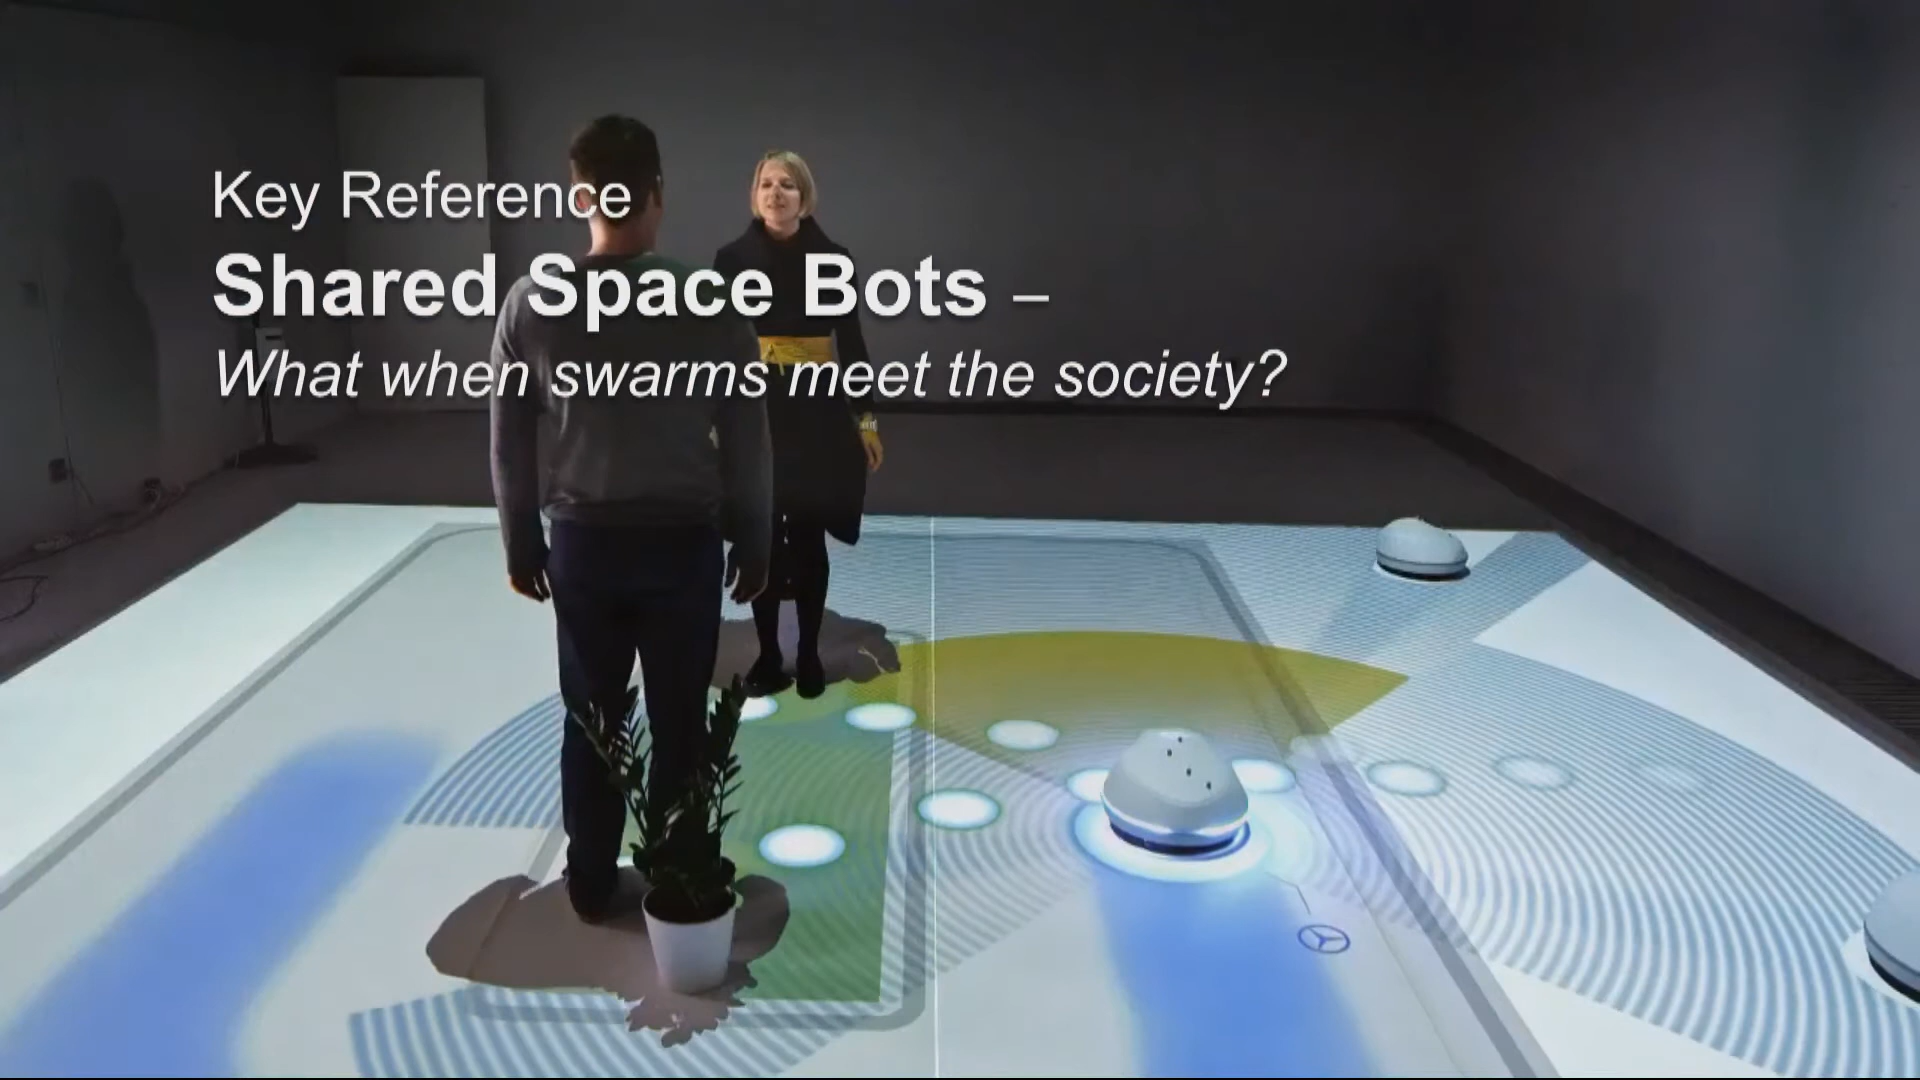 Key Reference
Shared Space Bots –
What when swarms meet the society?